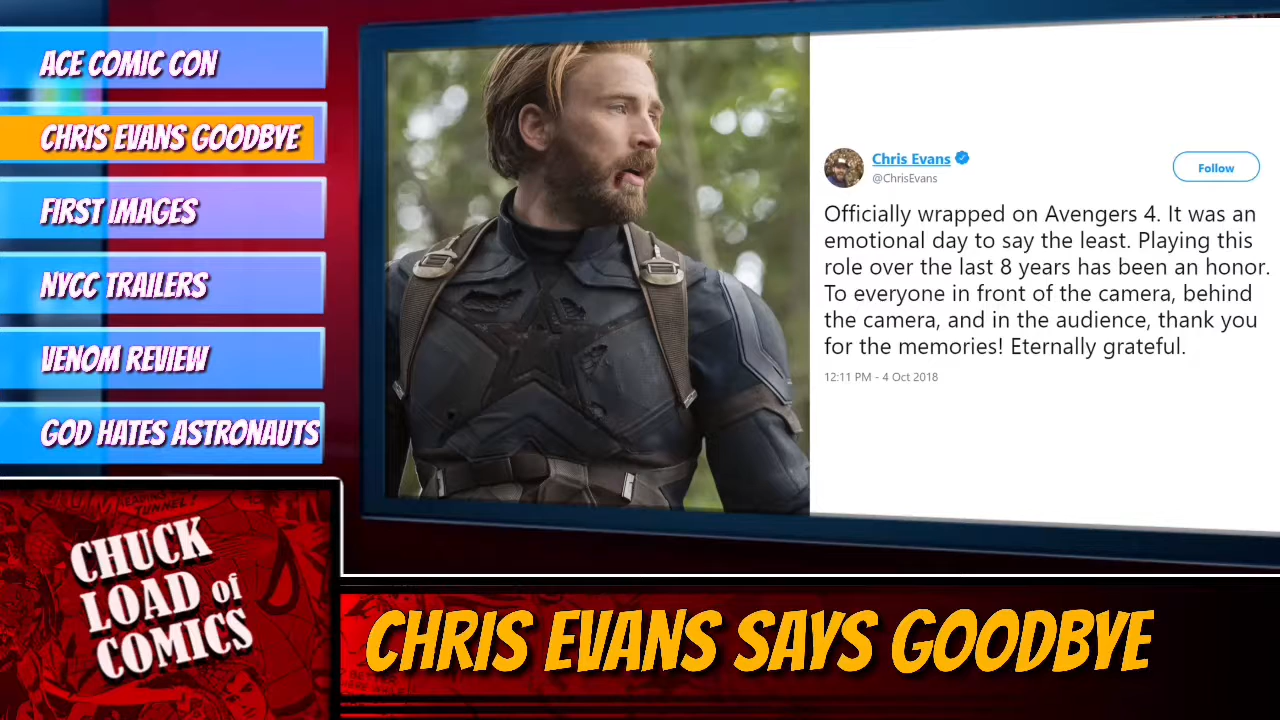 ACE COMIC CON
CHRIS EVANS GOODBYE
FIRST IMAGES
NYCC TRAILERS
VENOM REVIEW
GOD HATES ASTRONAUTS
Chris Evans
@ChrisEvans
Follow
Officially wrapped on Avengers 4. It was an
emotional day to say the least. Playing this
role over the last 8 years has been an honor.
To everyone in front of the camera, behind
the camera, and in the audience, thank you
for the memories! Eternally grateful.
12:11 PM - 4 Oct 2018
TUNNEL!
CHUCK
LOAD of
COMICS
CHRIS EVANS SAYS GOODBYE